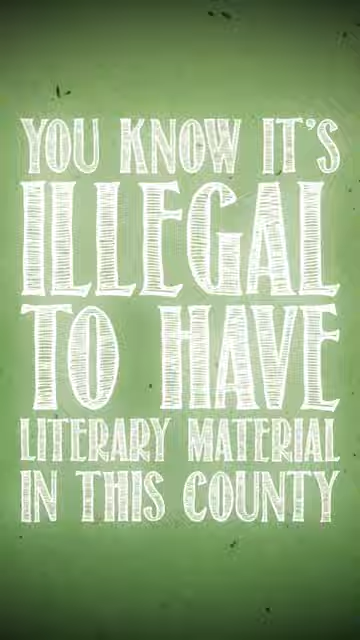 YOU KNOW IT'S
ILLEGAL
TO HAVE
LITERARY MATERIAL
IN THIS COUNTY